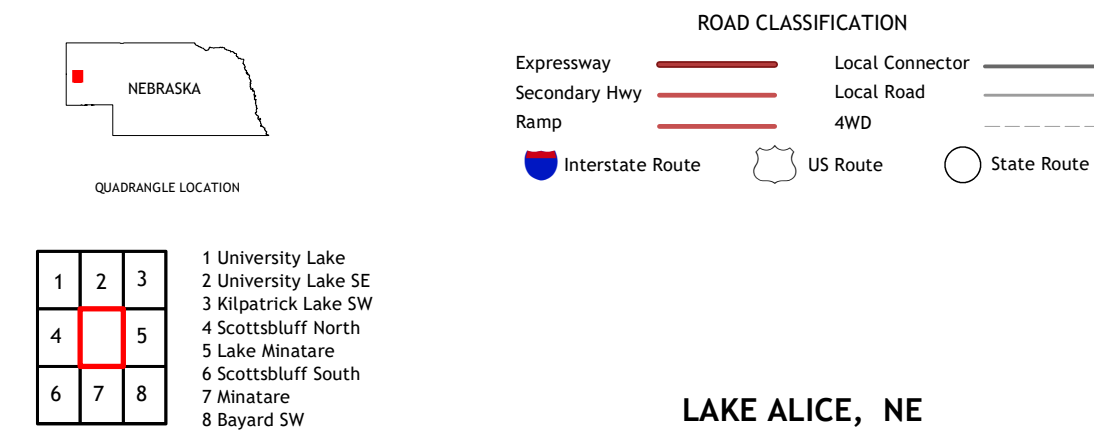 NEBRASKA
QUADRANGLE LOCATION
ROAD CLASSIFICATION
Expressway
Local Connector
Secondary Hwy
Local Road
Ramp
4WD
Interstate Route
US Route
State Route
1 2 3
4 5
6 7 8
1 University Lake
2 University Lake SE
3 Kilpatrick Lake SW
4 Scottsbluff North
5 Lake Minatare
6 Scottsbluff South
7 Minatare
8 Bayard SW
LAKE ALICE, NE